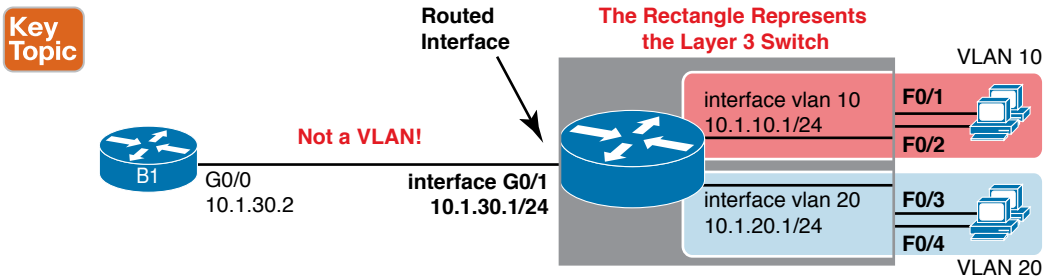 Key
Topic
Routed
Interface
The Rectangle Represents
the Layer 3 Switch
VLAN 10
interface vlan 10
10.1.10.1/24
F0/1
F0/2
Not a VLAN!
B1
G0/0
10.1.30.2
interface G0/1
10.1.30.1/24
interface vlan 20
10.1.20.1/24
F0/3
F0/4
VLAN 20